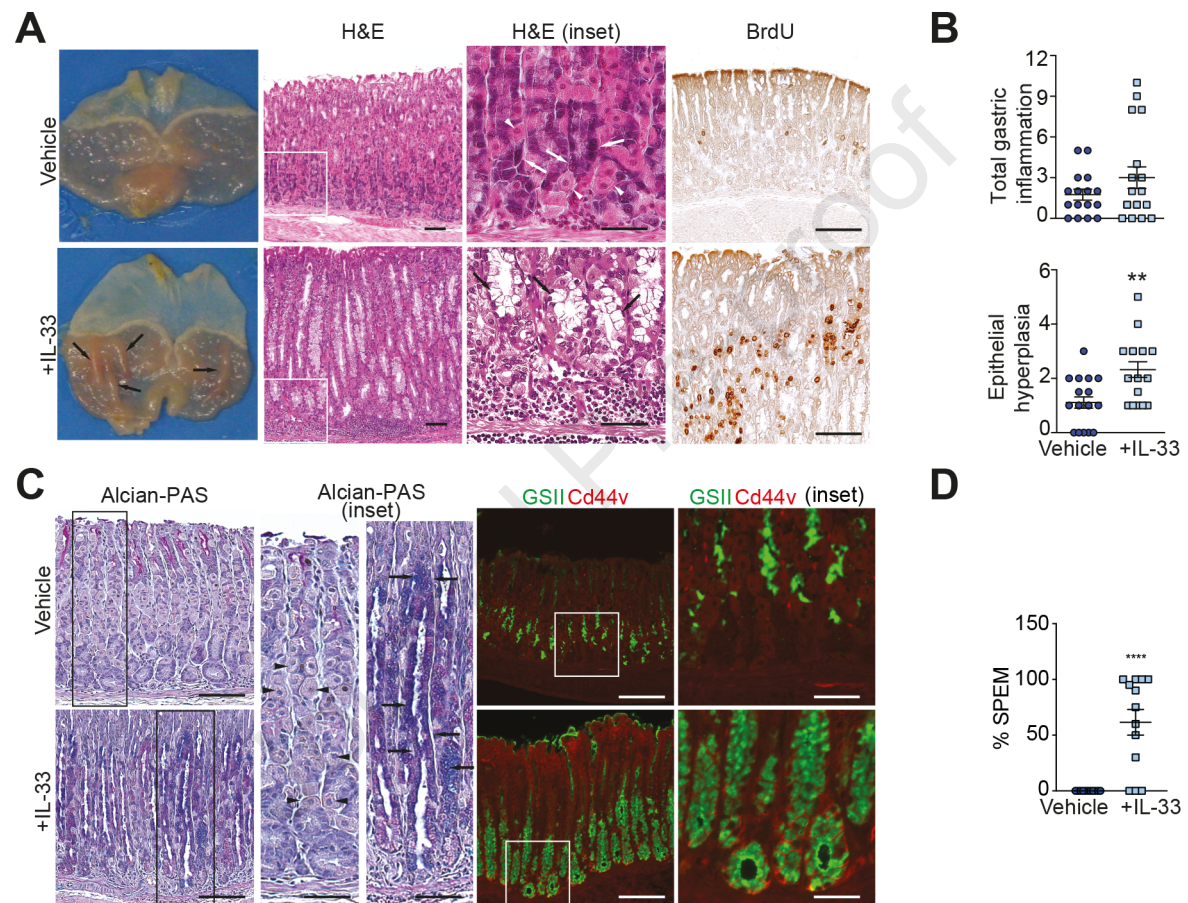 A
H&E
H&E (inset)
BrdU
B
Vehicle
+IL-33
Total gastric
inflammation
12
9
6
3
0
Epithelial
hyperplasia
6
4
2
0
**
Vehicle
+IL-33
C
Alcian-PAS
Alcian-PAS
(inset)
GSII Cd44v
GSII Cd44v (inset)
D
Vehicle
+IL-33
% SPEM
150
100
50
0
****
Vehicle
+IL-33